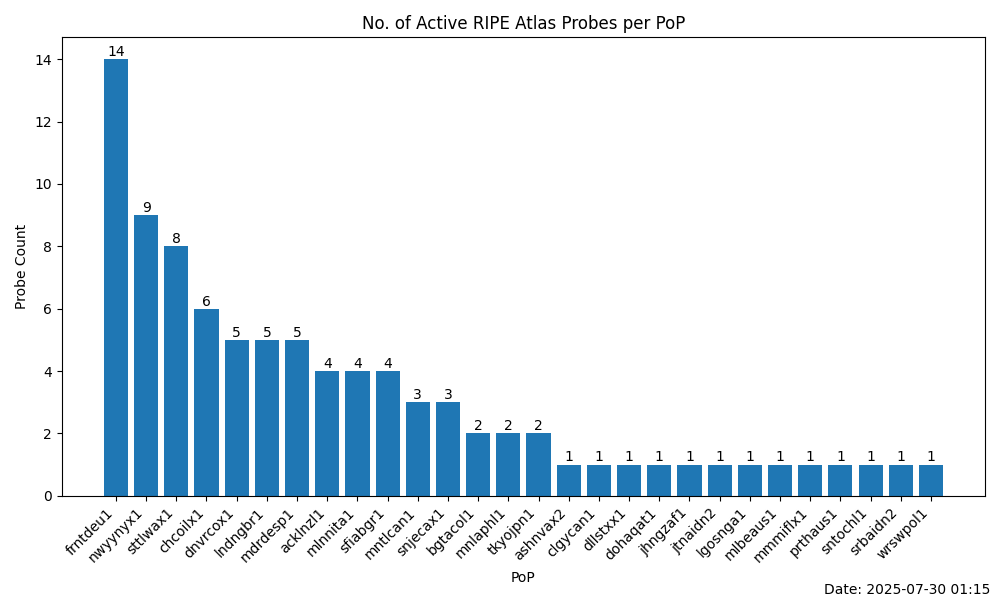 No. of Active RIPE Atlas Probes per PoP
Probe Count
14
12
10
8
6
4
2
0
14
9
8
6
5
5
5
4
4
4
3
3
2
2
2
1
1
1
1
1
1
1
1
1
1
1
1
1
frntdeu1
nwyynyx1
sttlwax1
chcoilx1
dnvrcox1
lndngbr1
mdrdesp1
acklnzl1
mlnnita1
sfiabgr1
mntlcan1
snjecax1
bgtacol1
mnlaphl1
tkyojpn1
ashnvax2
clgycan1
dllstxx1
dohaqat1
jhngzaf1
jtnaidn2
lgosnga1
mlbeaus1
mmmiflx1
prthaus1
sntochl1
srbaidn2
wrswpol1
PoP
Date: 2025-07-30 01:15